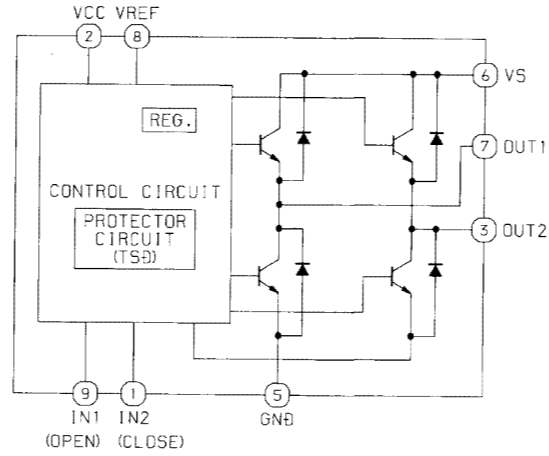 VCC VREF
2 8
6 VS
REG.
7 OUT1
CONTROL CIRCUIT
PROTECTOR
CIRCUIT
(TSD)
3 OUT2
9 1 5
IN1 IN2 GND
(OPEN) (CLOSE)